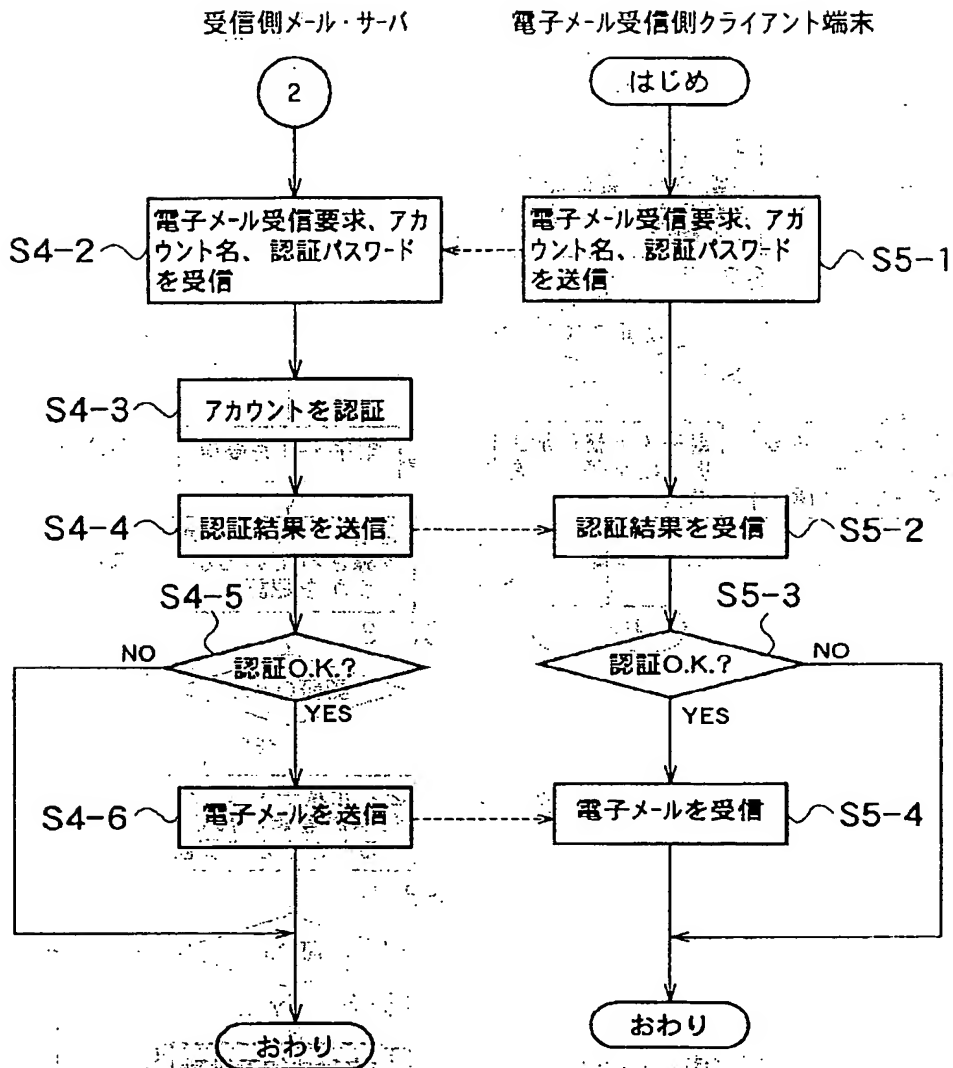 受信側メール・サーバ
電子メール受信側クライアント端末
2
はじめ
S4-2
電子メール受信要求、アカ
ウント名、認証パスワード
を受信
電子メール受信要求、アカ
ウント名、認証パスワード
を送信
S5-1
S4-3
アカウントを認証
S4-4
認証結果を送信
認証結果を受信
S5-2
S4-5
S5-3
NO
認証O.K.?
YES
認証O.K.?
NO
YES
S4-6
電子メールを送信
電子メールを受信
S5-4
おわり
おわり